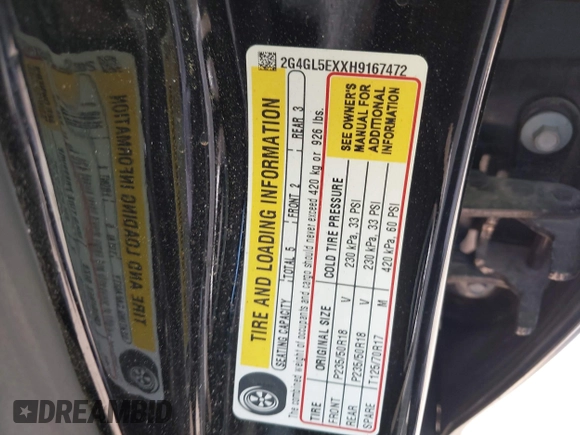 2G4GL5EXXH9167472
TIRE AND LOADING INFORMATION
SEATING CAPACITY TOTAL 5 FRONT 2 REAR 3
The combined weight of occupants and cargo should never exceed 420 kg or 926 lbs.
TIRE ORIGINAL SIZE COLD TIRE PRESSURE
FRONT P235/50R18 V 230 kPa, 33 PSI
REAR P235/50R18 V 230 kPa, 33 PSI
SPARE T125/70R17 M 420 kPa, 60 PSI
SEE OWNER'S
MANUAL FOR
ADDITIONAL
INFORMATION
TIRE AND LOADING INFORMATION
DREAMBID